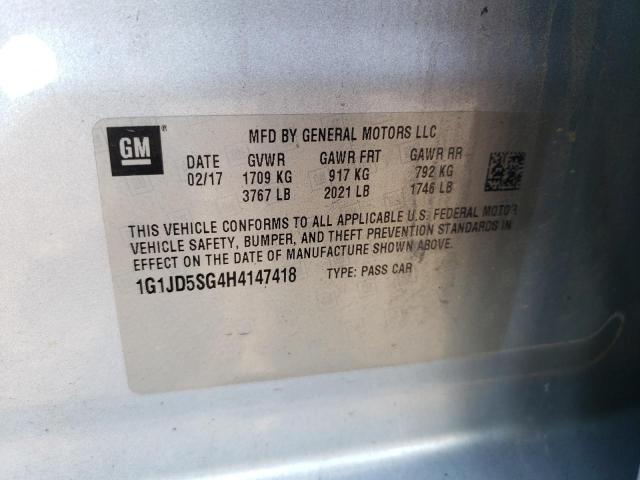 GM ®
MFD BY GENERAL MOTORS LLC
DATE GVWR GAWR FRT GAWR RR
02/17 1709 KG 917 KG 792 KG
3767 LB 2021 LB 1746 LB
THIS VEHICLE CONFORMS TO ALL APPLICABLE U.S. FEDERAL MOTOR
VEHICLE SAFETY, BUMPER, AND THEFT PREVENTION STANDARDS IN
EFFECT ON THE DATE OF MANUFACTURE SHOWN ABOVE.
1G1JD5SG4H4147418 TYPE: PASS CAR